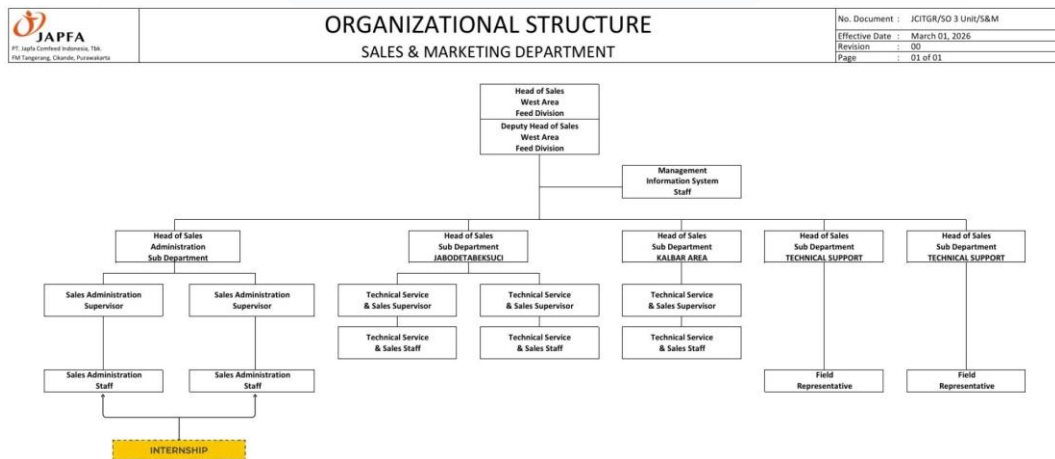 JAPFA
PT. Japfa Comfeed Indonesia, Tbk.
FM Tangerang, Cikande, Purawakarta
ORGANIZATIONAL STRUCTURE
SALES & MARKETING DEPARTMENT
No. Document : JCITGR/SO 3 Unit/S&M
Effective Date : March 01, 2026
Revision : 00
Page : 01 of 01
Head of Sales
West Area
Feed Division
Deputy Head of Sales
West Area
Feed Division
Management
Information System
Staff
Head of Sales
Administration
Sub Department
Head of Sales
Sub Department
JABODETABEKSUCI
Head of Sales
Sub Department
KALBAR AREA
Head of Sales
Sub Department
TECHNICAL SUPPORT
Head of Sales
Sub Department
TECHNICAL SUPPORT
Sales Administration
Supervisor
Sales Administration
Supervisor
Technical Service
& Sales Supervisor
Technical Service
& Sales Supervisor
Technical Service
& Sales Supervisor
Technical Service
& Sales Staff
Technical Service
& Sales Staff
Technical Service
& Sales Staff
Sales Administration
Staff
Sales Administration
Staff
Field
Representative
Field
Representative
INTERNSHIP